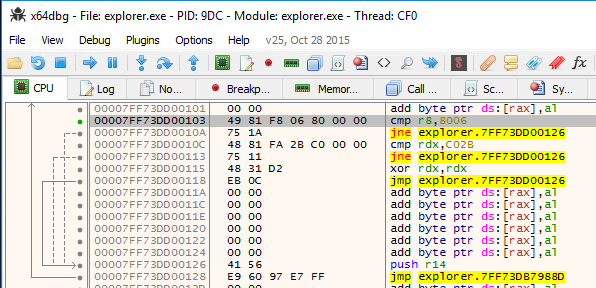 x64dbg - File: explorer.exe - PID: 9DC - Module: explorer.exe - Thread: CF0
File View Debug Plugins Options Help v25, Oct 28 2015
CPU Log No... Breakp... Memor... Call ... Sc... Sy...
00007FF73DD00101 00 00 add byte ptr ds:[rax],al
00007FF73DD00103 49 81 F8 06 80 00 00 cmp r8,8006
00007FF73DD0010A 75 1A jne explorer.7FF73DD00126
00007FF73DD0010C 48 81 FA 2B C0 00 00 cmp rdx,C02B
00007FF73DD00113 75 11 jne explorer.7FF73DD00126
00007FF73DD00115 48 31 D2 xor rdx,rdx
00007FF73DD00118 EB 0C jmp explorer.7FF73DD00126
00007FF73DD0011A 00 00 add byte ptr ds:[rax],al
00007FF73DD0011C 00 00 add byte ptr ds:[rax],al
00007FF73DD0011E 00 00 add byte ptr ds:[rax],al
00007FF73DD00120 00 00 add byte ptr ds:[rax],al
00007FF73DD00122 00 00 add byte ptr ds:[rax],al
00007FF73DD00124 00 00 add byte ptr ds:[rax],al
00007FF73DD00126 41 56 push r14
00007FF73DD00128 E9 60 97 E7 FF jmp explorer.7FF73DB7988D